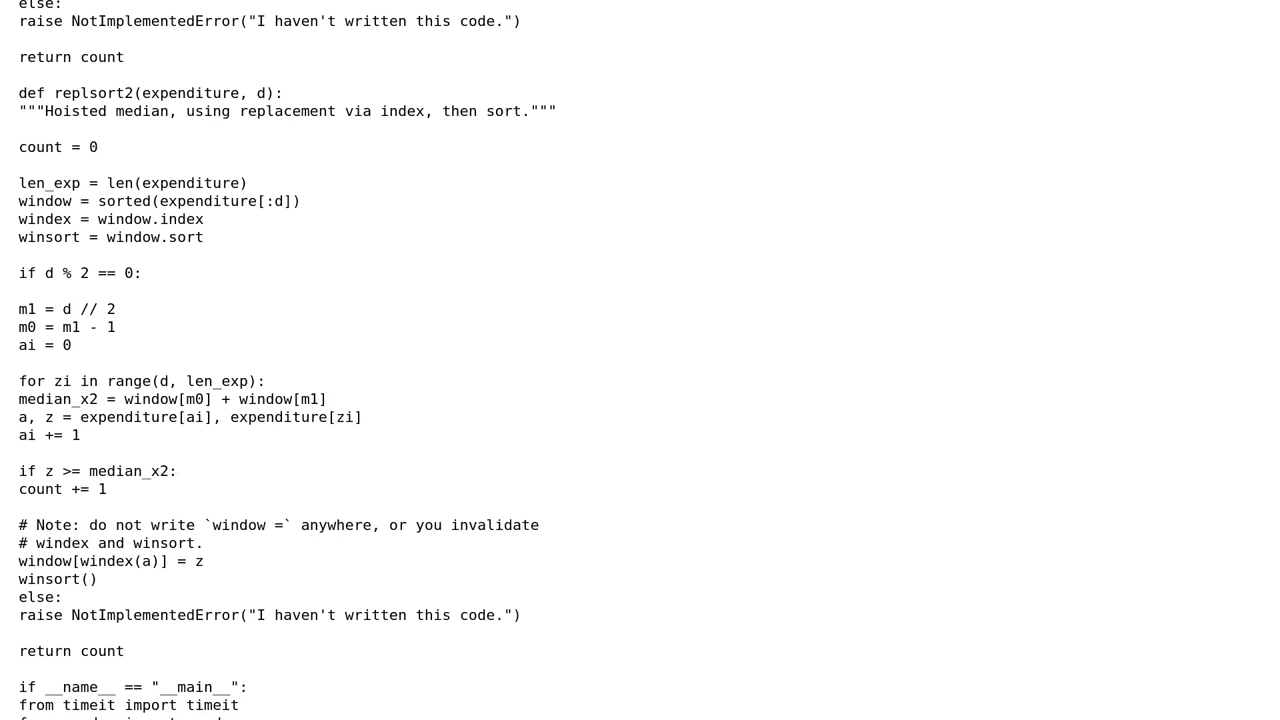 else:
raise NotImplementedError("I haven't written this code.")
return count
def replsort2(expenditure, d):
"""Hoisted median, using replacement via index, then sort."""
count = 0
len_exp = len(expenditure)
window = sorted(expenditure[:d])
windex = window.index
winsort = window.sort
if d % 2 == 0:
m1 = d // 2
m0 = m1 - 1
ai = 0
for zi in range(d, len_exp):
median_x2 = window[m0] + window[m1]
a, z = expenditure[ai], expenditure[zi]
ai += 1
if z >= median_x2:
count += 1
# Note: do not write `window =` anywhere, or you invalidate
# windex and winsort.
window[windex(a)] = z
winsort()
else:
raise NotImplementedError("I haven't written this code.")
return count
if __name__ == "__main__":
from timeit import timeit